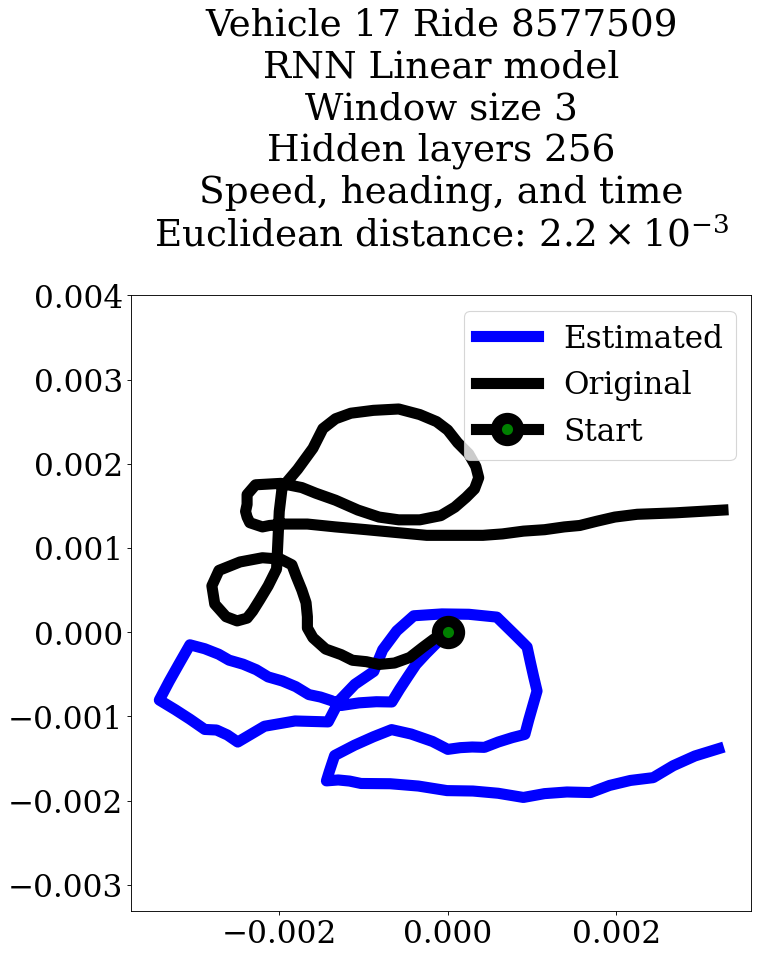 Vehicle 17 Ride 8577509
RNN Linear model
Window size 3
Hidden layers 256
Speed, heading, and time
Euclidean distance: 2.2 × 10⁻³
0.004
0.003
0.002
0.001
0.000
−0.001
−0.002
−0.003
Estimated
Original
Start
−0.002 0.000 0.002